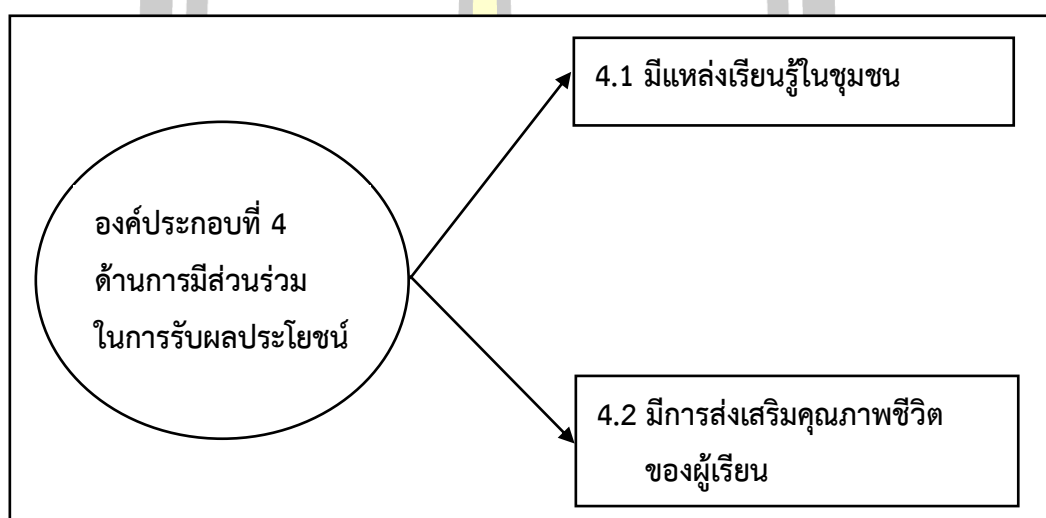 4.1 มีแหล่งเรียนรู้ในชุมชน
องค์ประกอบที่ 4
ด้านการมีส่วนร่วม
ในการรับผลประโยชน์
4.2 มีการส่งเสริมคุณภาพชีวิต
ของผู้เรียน